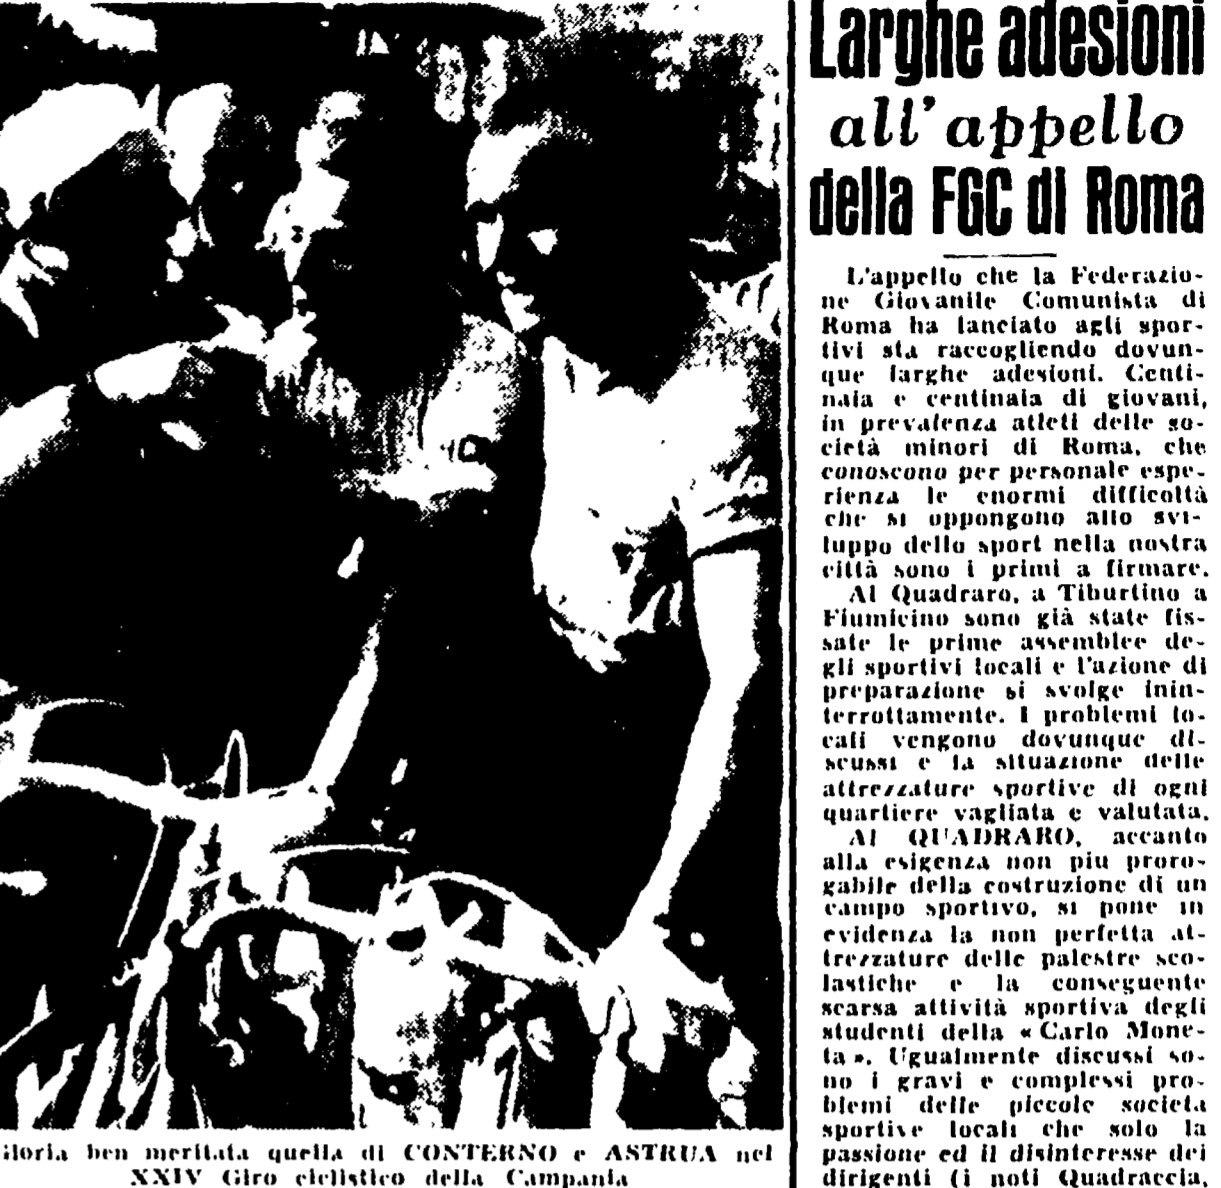 Gloria ben meritata quella di CONTERNO e ASTRUA nel
XXIV Giro ciclistico della Campania
Larghe adesioni
all'appello
della FGC di Roma
L'appello che la Federazio-
ne Giovanile Comunista di
Roma ha lanciato agli spor-
tivi sta raccogliendo dovun-
que larghe adesioni. Centi-
naia e centinaia di giovani,
in prevalenza atleti delle so-
cietà minori di Roma, che
conoscono per personale espe-
rienza le enormi difficoltà
che si oppongono allo svi-
luppo dello sport nella nostra
città sono i primi a firmare.
Al Quadraro, a Tiburtino a
Fiumicino sono già state fis-
sate le prime assemblee de-
gli sportivi locali e l'azione di
preparazione si svolge inin-
terrottamente. I problemi lo-
cali vengono dovunque di-
scussi e la situazione delle
attrezzature sportive di ogni
quartiere vagliata e valutata.
Al QUADRARO, accanto
alla esigenza non piu proro-
gabile della costruzione di un
campo sportivo, si pone in
evidenza la non perfetta at-
trezzature delle palestre sco-
lastiche e la conseguente
scarsa attività sportiva degli
studenti della « Carlo Mone-
ta ». Ugualmente discussi so-
no i gravi e complessi pro-
blemi delle piccole società
sportive locali che solo la
passione ed il disinteresse dei
dirigenti (i noti Quadraccia,